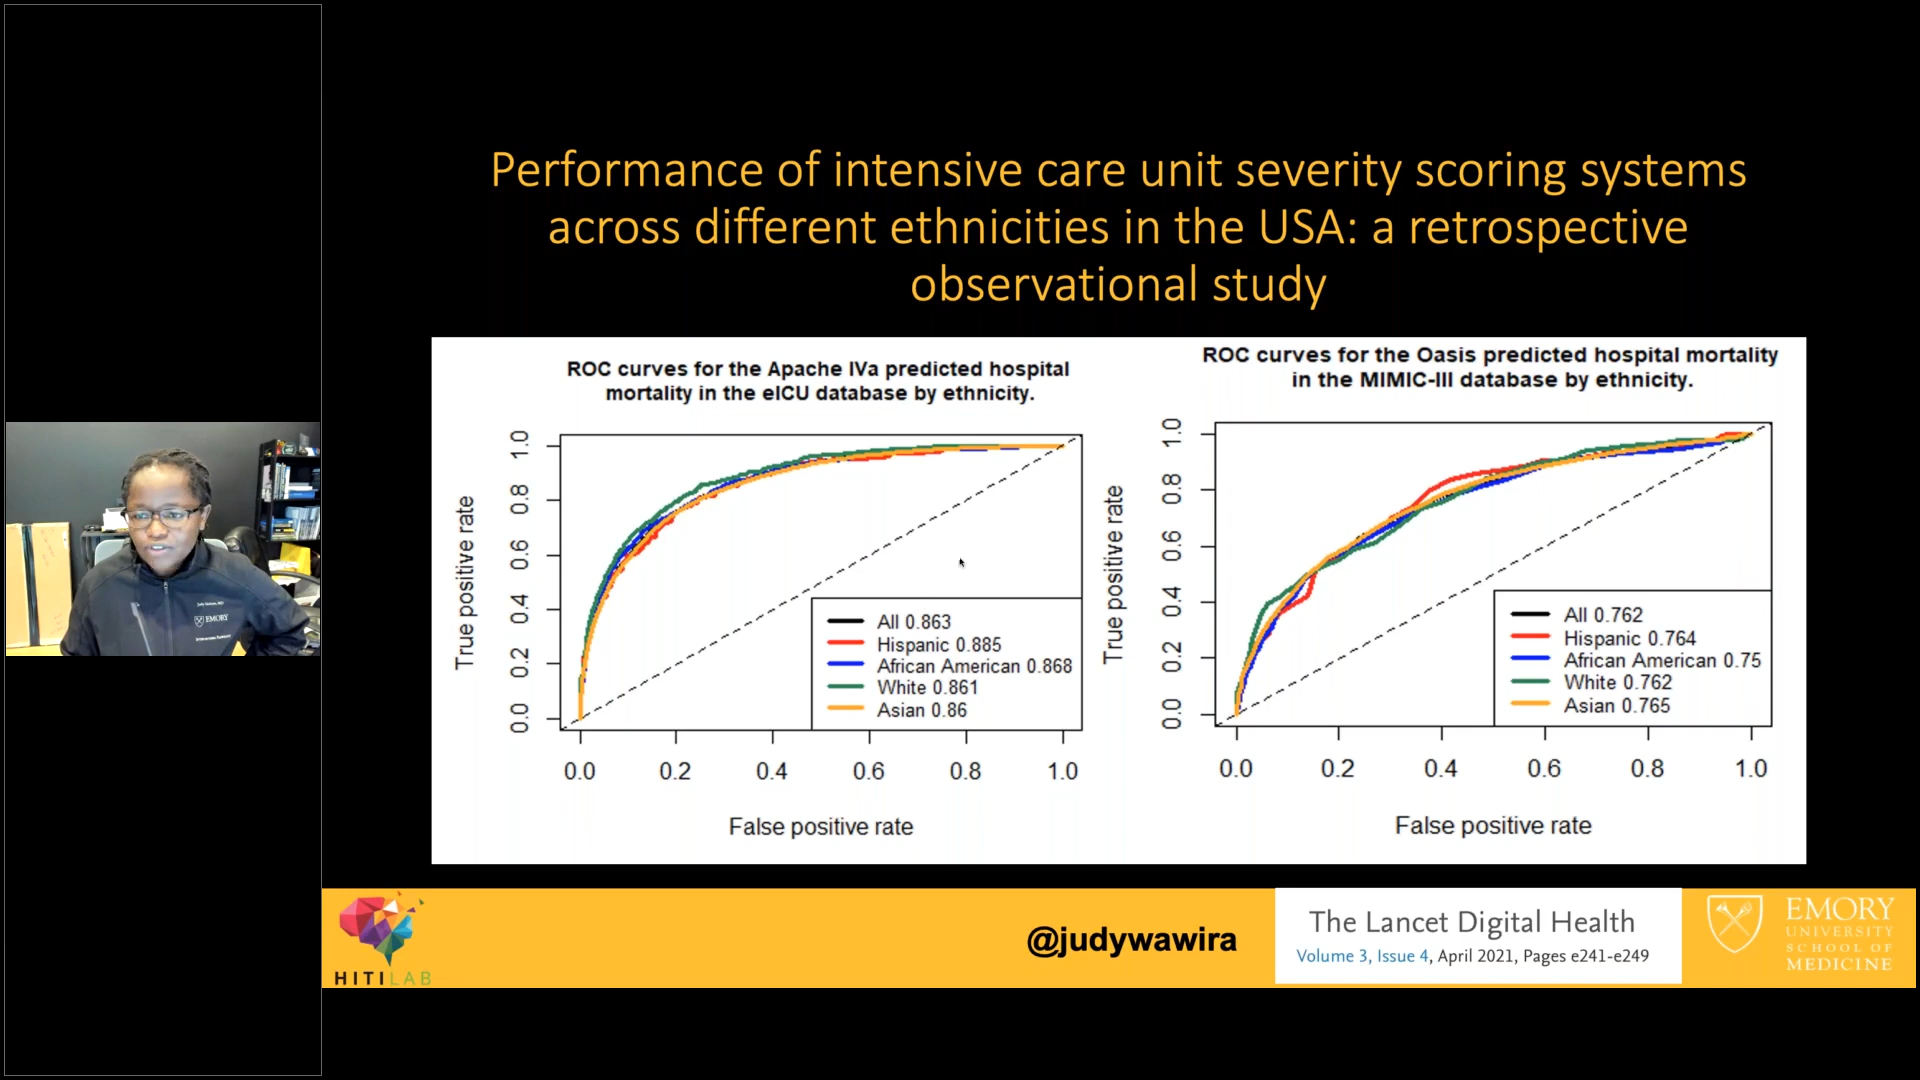 Performance of intensive care unit severity scoring systems
across different ethnicities in the USA: a retrospective
observational study
ROC curves for the Apache IVa predicted hospital
mortality in the eICU database by ethnicity.
True positive rate
1.0
0.8
0.6
0.4
0.2
0.0
All 0.863
Hispanic 0.885
African American 0.868
White 0.861
Asian 0.86
0.0 0.2 0.4 0.6 0.8 1.0
False positive rate
ROC curves for the Oasis predicted hospital mortality
in the MIMIC-III database by ethnicity.
True positive rate
1.0
0.8
0.6
0.4
0.2
0.0
All 0.762
Hispanic 0.764
African American 0.75
White 0.762
Asian 0.765
0.0 0.2 0.4 0.6 0.8 1.0
False positive rate
EMORY
HITILAB
@judywawira
The Lancet Digital Health
Volume 3, Issue 4, April 2021, Pages e241-e249
EMORY
UNIVERSITY
SCHOOL OF
MEDICINE